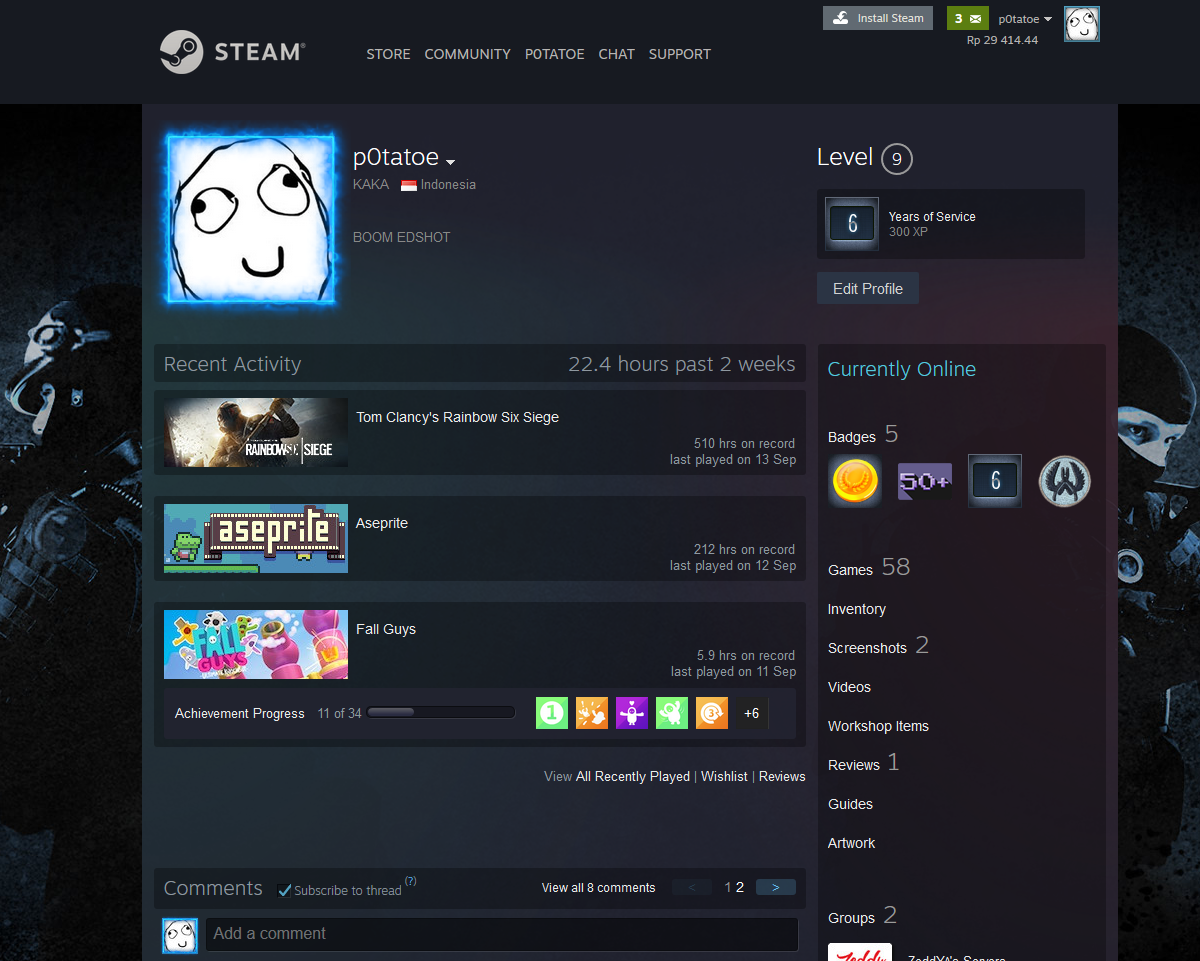 Install Steam
3
p0tatoe
Rp 29 414.44
STEAM®
STORE COMMUNITY P0TATOE CHAT SUPPORT
p0tatoe
KAKA Indonesia
BOOM EDSHOT
Level 9
6
Years of Service
300 XP
Edit Profile
Recent Activity 22.4 hours past 2 weeks
RAINBOW SIX | SIEGE
Tom Clancy's Rainbow Six Siege
510 hrs on record
last played on 13 Sep
aseprite
Aseprite
212 hrs on record
last played on 12 Sep
FALL
GUYS
Fall Guys
5.9 hrs on record
last played on 11 Sep
Achievement Progress 11 of 34
1
3
+6
View All Recently Played | Wishlist | Reviews
Comments Subscribe to thread (?)
View all 8 comments < 1 2 >
Add a comment
Currently Online
Badges 5
50+
6
Games 58
Inventory
Screenshots 2
Videos
Workshop Items
Reviews 1
Guides
Artwork
Groups 2
Zeddy
ZeddYA's Servers